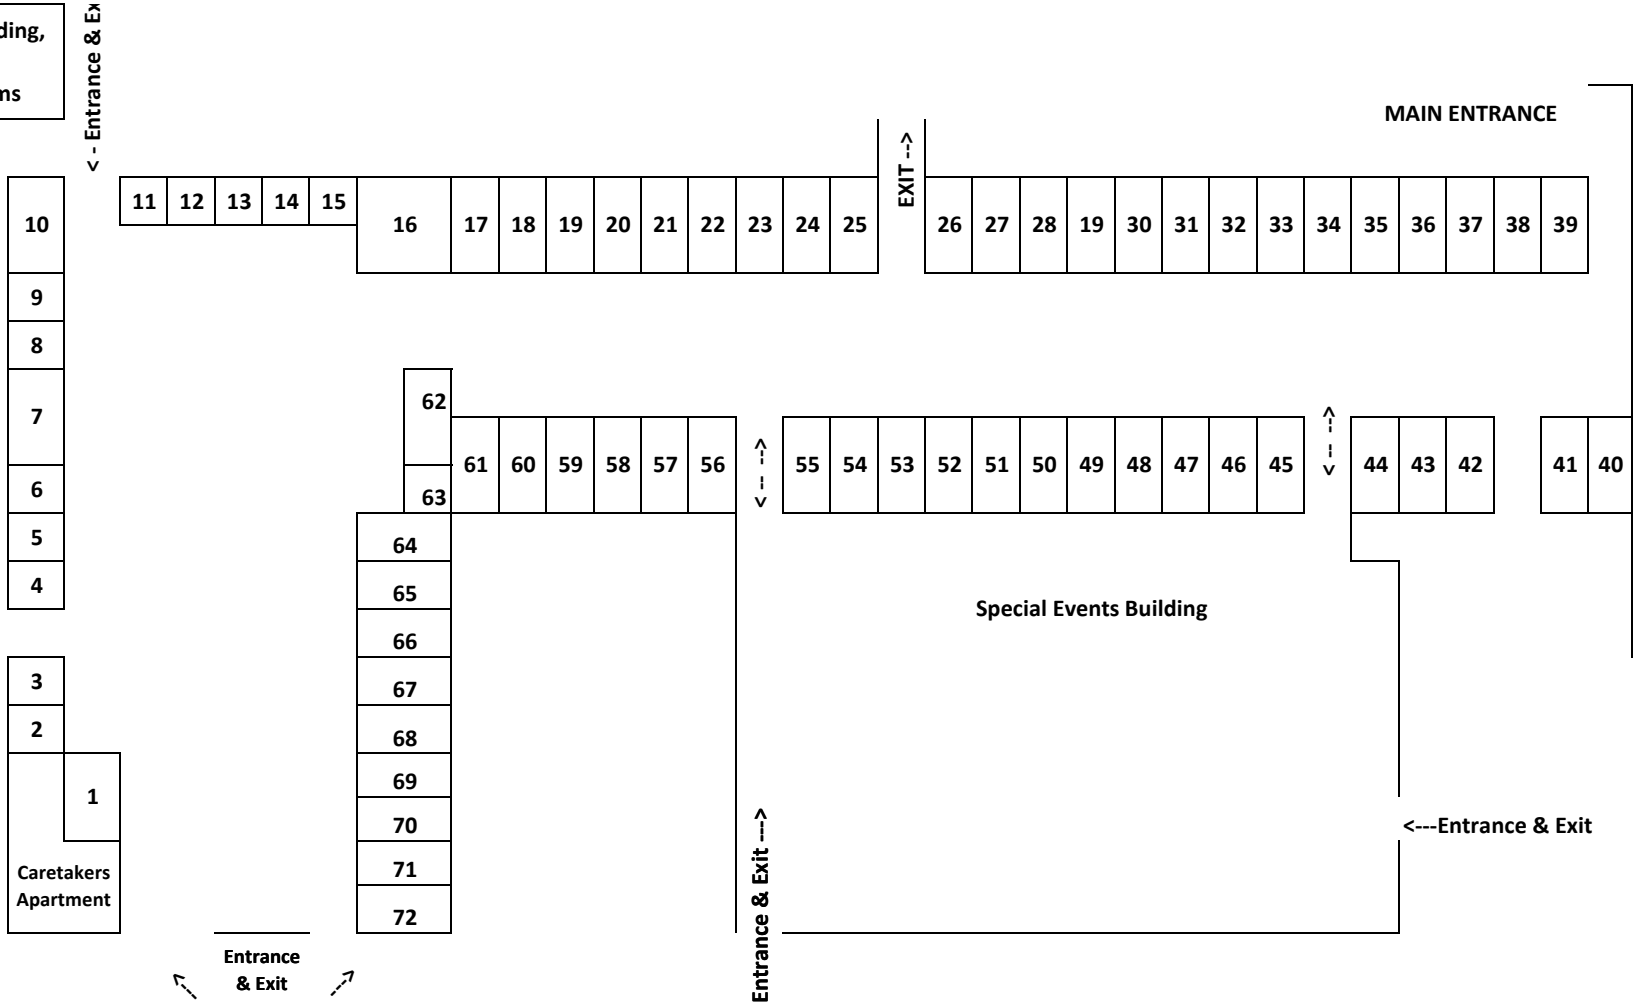 ding,
ms
<- Entrance & Ex
MAIN ENTRANCE
EXIT --->
10
11 12 13 14 15
16 17 18 19 20 21 22 23 24 25
26 27 28 19 30 31 32 33 34 35 36 37 38 39
9
8
7
6
5
4
3
2
1
Caretakers
Apartment
62
63
61 60 59 58 57 56
<-- -->
55 54 53 52 51 50 49 48 47 46 45
<-- -->
44 43 42
41 40
64
65
66
67
68
69
70
71
72
Special Events Building
<---Entrance & Exit
Entrance & Exit --->
Entrance
& Exit
<---- ---->